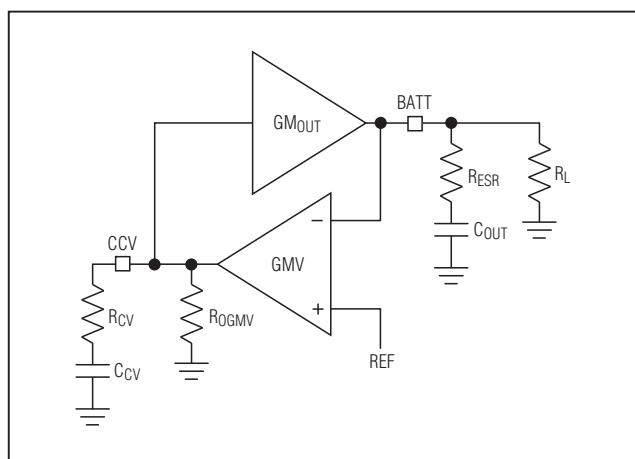 GMOUT
BATT
RESR
RL
COUT
CCV
GMV
−
+
RCV
ROGMV
REF
CCV